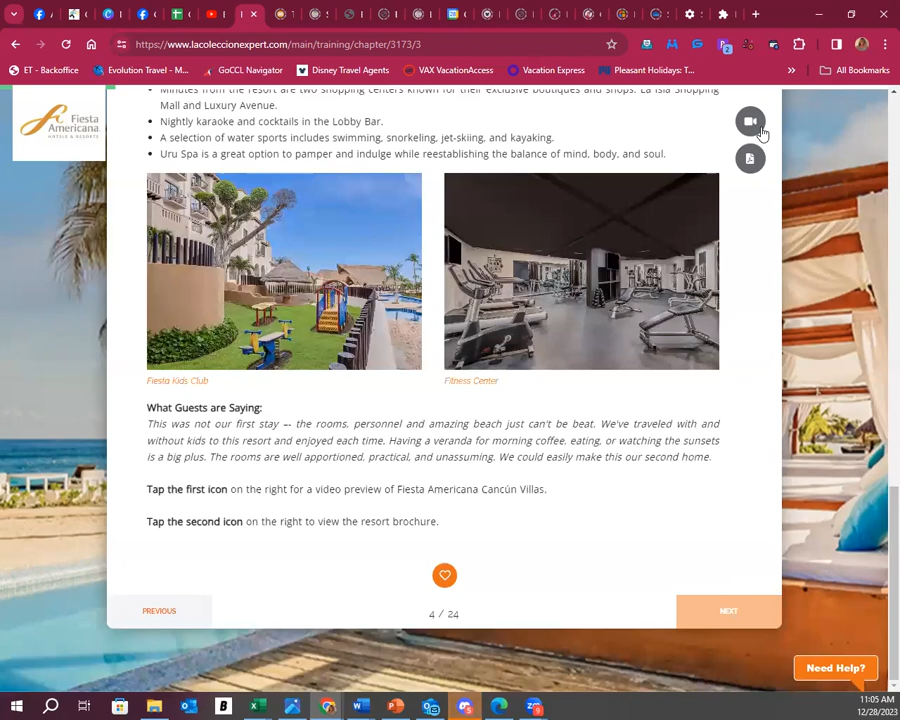 https://www.lacoleccionexpert.com/main/training/chapter/3173/3
ET - Backoffice
Evolution Travel - M...
GoCCL Navigator
Disney Travel Agents
VAX VacationAccess
Vacation Express
Pleasant Holidays: T...
»
All Bookmarks
Fiesta
Americana
HOTELS & RESORTS
• Minutes from the resort are two shopping centers known for their exclusive boutiques and shops: La Isla Shopping
Mall and Luxury Avenue.
• Nightly karaoke and cocktails in the Lobby Bar.
• A selection of water sports includes swimming, snorkeling, jet-skiing, and kayaking.
• Uru Spa is a great option to pamper and indulge while reestablishing the balance of mind, body, and soul.
Fiesta Kids Club
Fitness Center
What Guests are Saying:
This was not our first stay –- the rooms, personnel and amazing beach just can't be beat. We've traveled with and
without kids to this resort and enjoyed each time. Having a veranda for morning coffee, eating, or watching the sunsets
is a big plus. The rooms are well apportioned, practical, and unassuming. We could easily make this our second home.
Tap the first icon on the right for a video preview of Fiesta Americana Cancún Villas.
Tap the second icon on the right to view the resort brochure.
PREVIOUS
4 / 24
NEXT
Need Help?
11:05 AM
12/28/2023